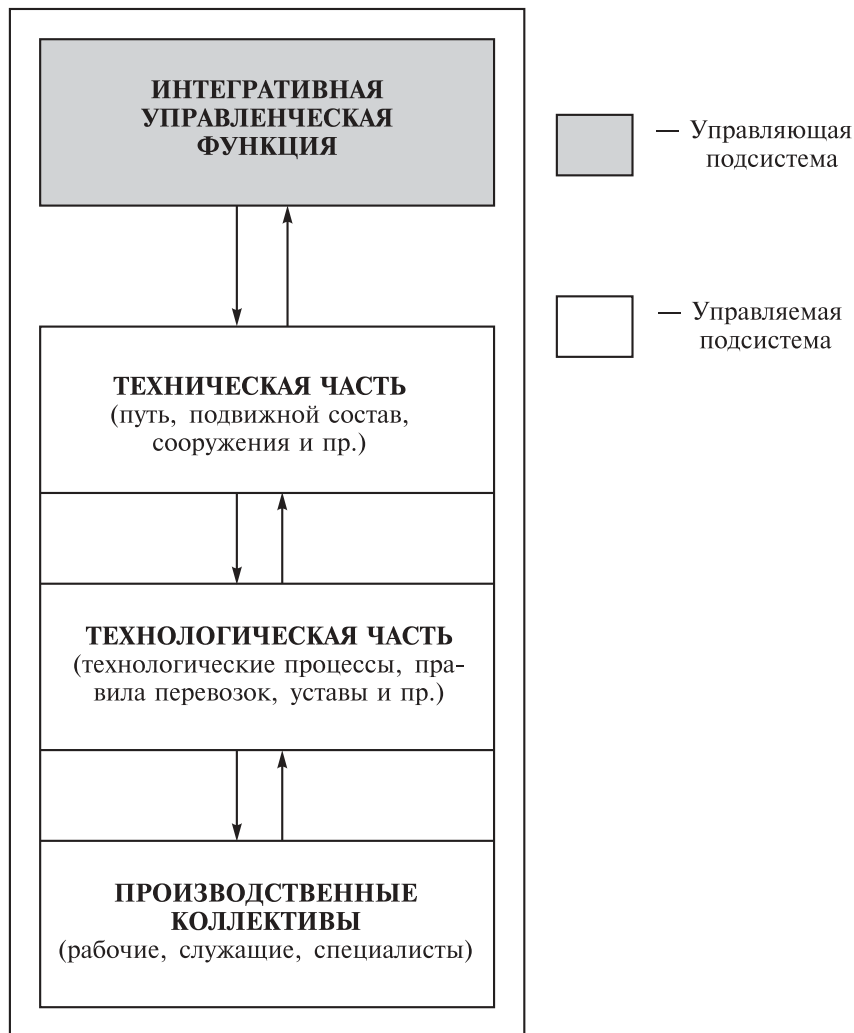 ИНТЕГРАТИВНАЯ
УПРАВЛЕНЧЕСКАЯ
ФУНКЦИЯ
— Управляющая
подсистема
— Управляемая
подсистема
ТЕХНИЧЕСКАЯ ЧАСТЬ
(путь, подвижной состав,
сооружения и пр.)
ТЕХНОЛОГИЧЕСКАЯ ЧАСТЬ
(технологические процессы, пра-
вила перевозок, уставы и пр.)
ПРОИЗВОДСТВЕННЫЕ
КОЛЛЕКТИВЫ
(рабочие, служащие, специалисты)